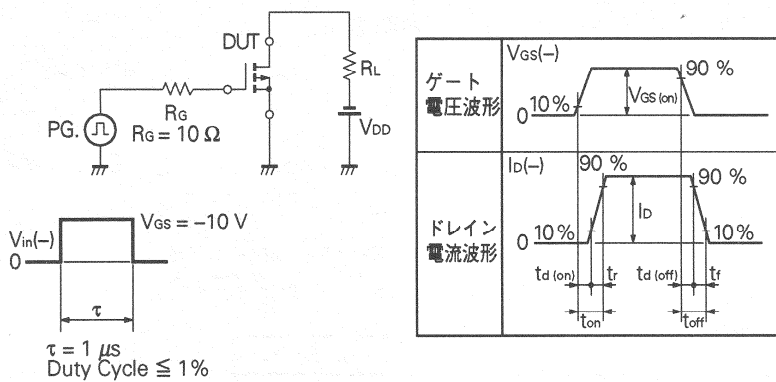 DUT
RL
RG
RG = 10 Ω
PG.
VDD
Vin(−)
0
VGS = −10 V
τ
τ = 1 μs
Duty Cycle ≦ 1%
ゲート
電圧波形
VGS(−)
0
10%
VGS (on)
90 %
ドレイン
電流波形
ID(−)
90 %
0
10%
ID
90 %
10%
td (on)
tr
td (off)
tf
ton
toff